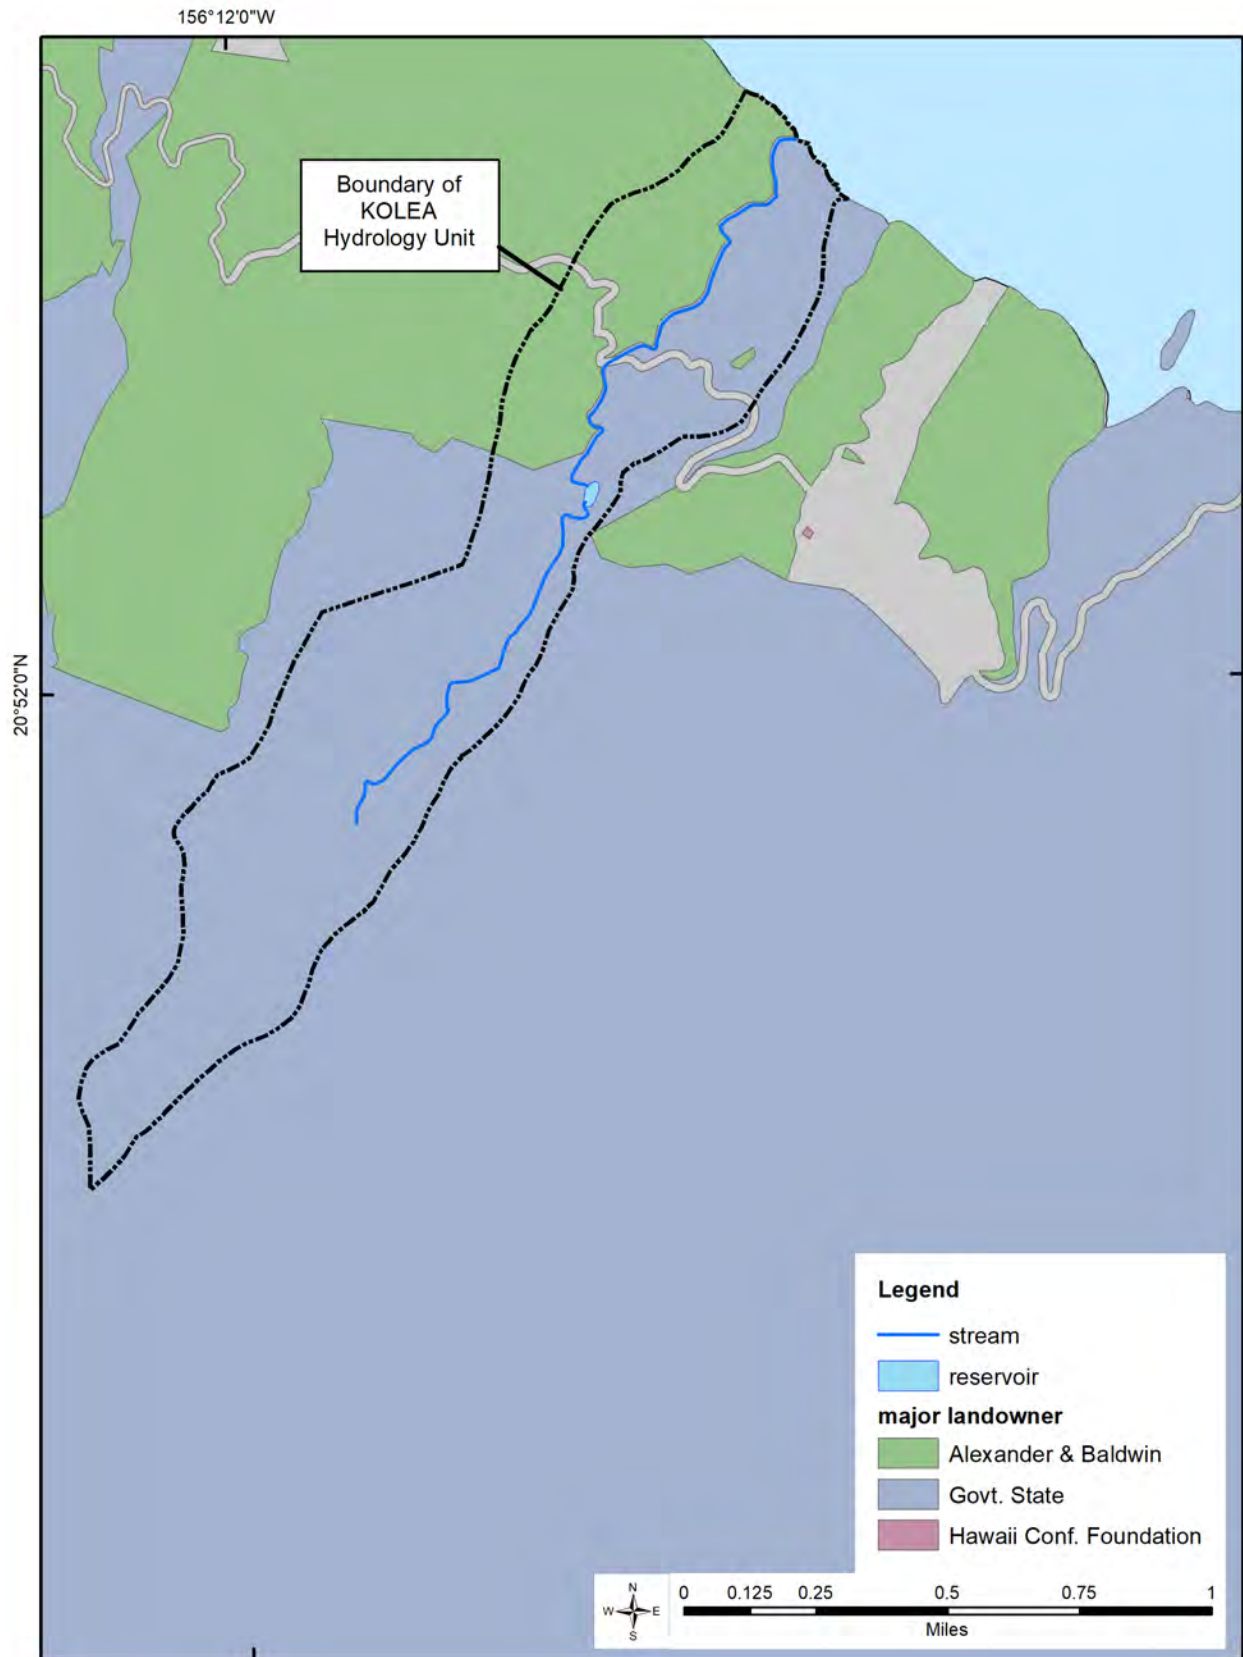 156°12'0"W
Boundary of
KOLEA
Hydrology Unit
20°52'0"N
Legend
stream
reservoir
major landowner
Alexander & Baldwin
Govt. State
Hawaii Conf. Foundation
N
W E
S
0 0.125 0.25 0.5 0.75 1
Miles